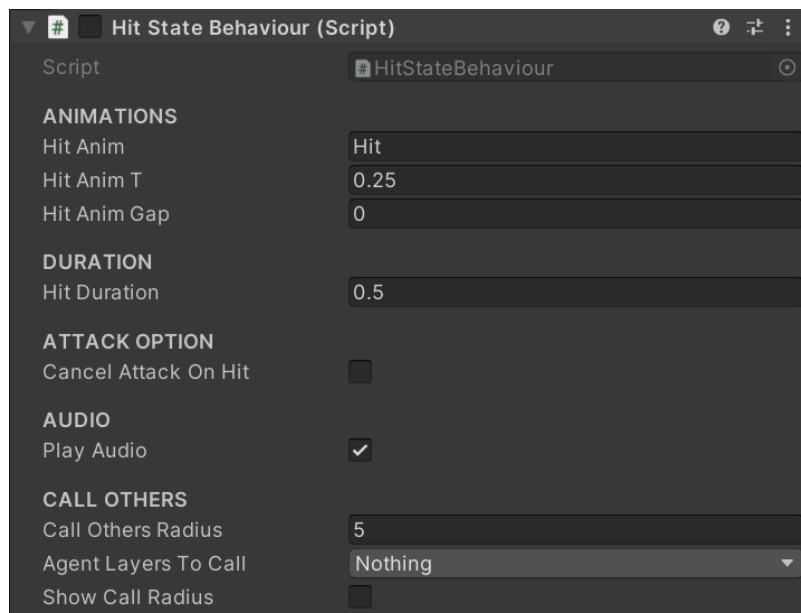 # Hit State Behaviour (Script)
Script #HitStateBehaviour
ANIMATIONS
Hit Anim Hit
Hit Anim T 0.25
Hit Anim Gap 0
DURATION
Hit Duration 0.5
ATTACK OPTION
Cancel Attack On Hit
AUDIO
Play Audio
CALL OTHERS
Call Others Radius 5
Agent Layers To Call Nothing
Show Call Radius